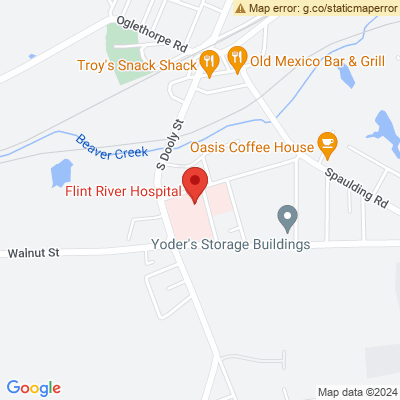 Map error: g.co/staticmaperror
Oglethorpe Rd
Troy's Snack Shack
Old Mexico Bar & Grill
S Dooly St
Beaver Creek
Oasis Coffee House
Spaulding Rd
Flint River Hospital
Yoder's Storage Buildings
Walnut St
Google
Map data ©2024